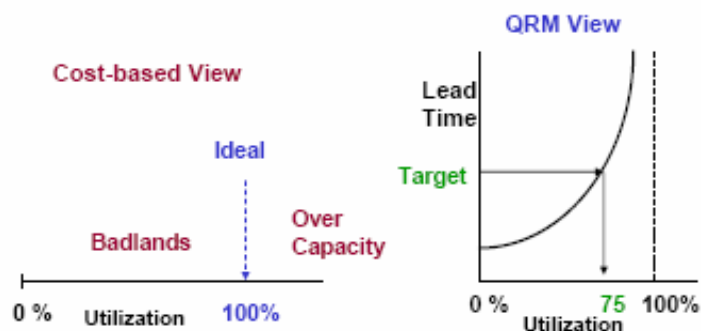 Cost-based View
Ideal
Badlands
Over
Capacity
0 %
Utilization
100%
QRM View
Lead
Time
Target
0 %
75
100%
Utilization